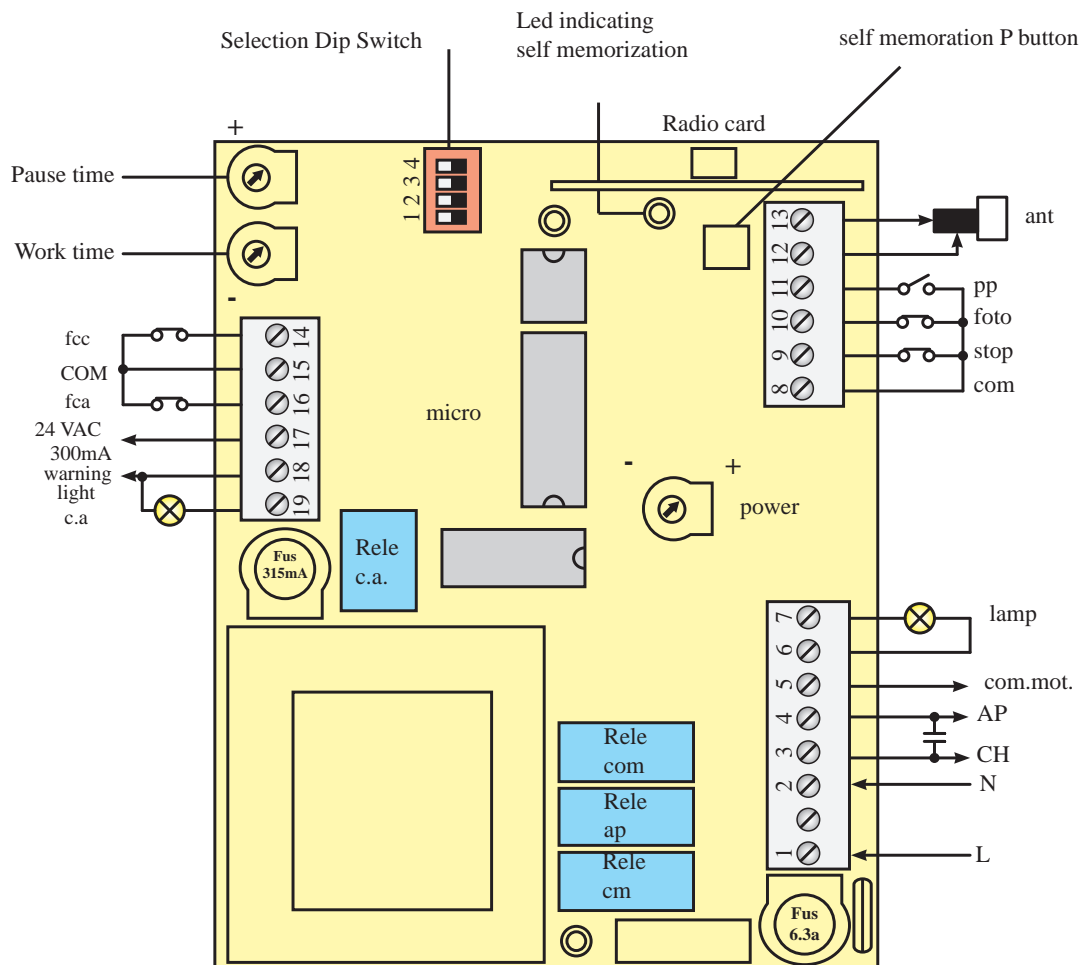 Led indicating
self memorization
Selection Dip Switch
self memoration P button
Radio card
+
Pause time
Work time
-
1 2 3 4
13
12
11
10
9
8
ant
pp
foto
stop
com
fcc
COM
fca
24 VAC
300mA
warning
light
c.a
14
15
16
17
18
19
micro
-
+
power
Fus
315mA
Rele
c.a.
7
6
5
4
3
2
1
lamp
com.mot.
AP
CH
N
L
Rele
com
Rele
ap
Rele
cm
Fus
6.3a